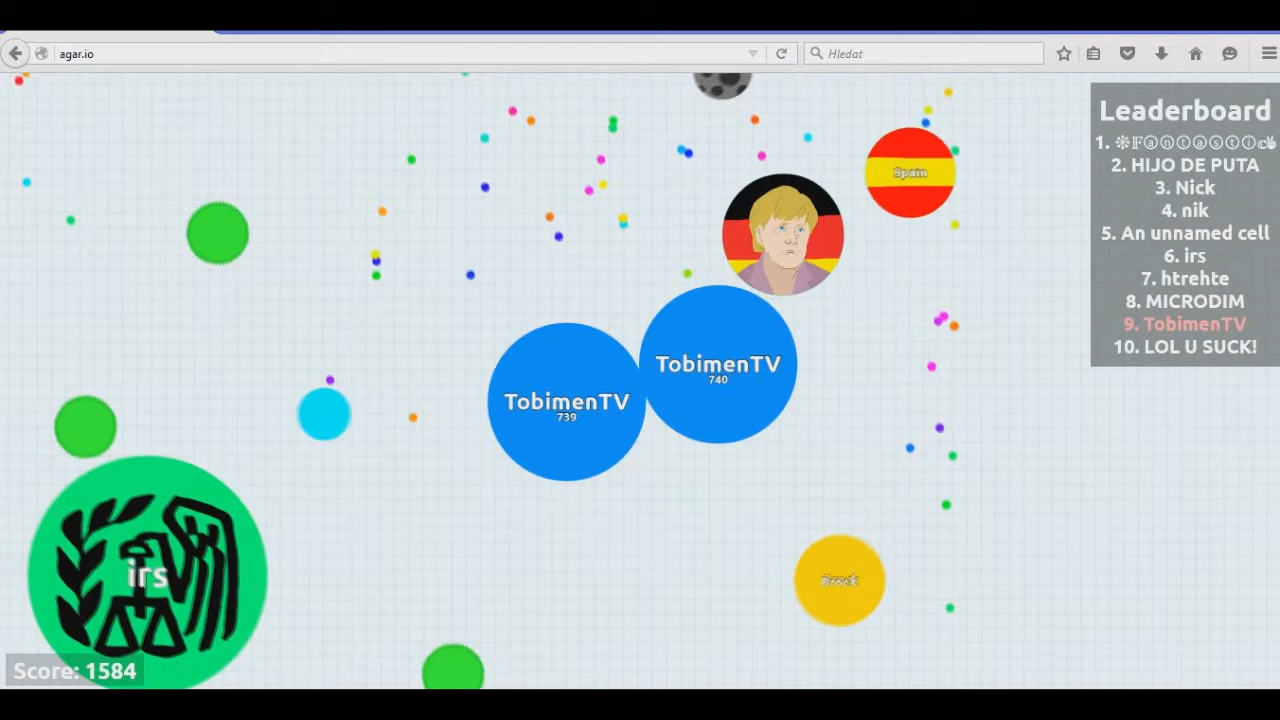 agar.io
Hledat
Leaderboard
2. HIJO DE PUTA
3. Nick
4. nik
5. An unnamed cell
6. irs
7. htrehte
8. MICRODIM
9. TobimenTV
10. LOL U SUCK!
Spain
TobimenTV
740
TobimenTV
739
irs
Score: 1584